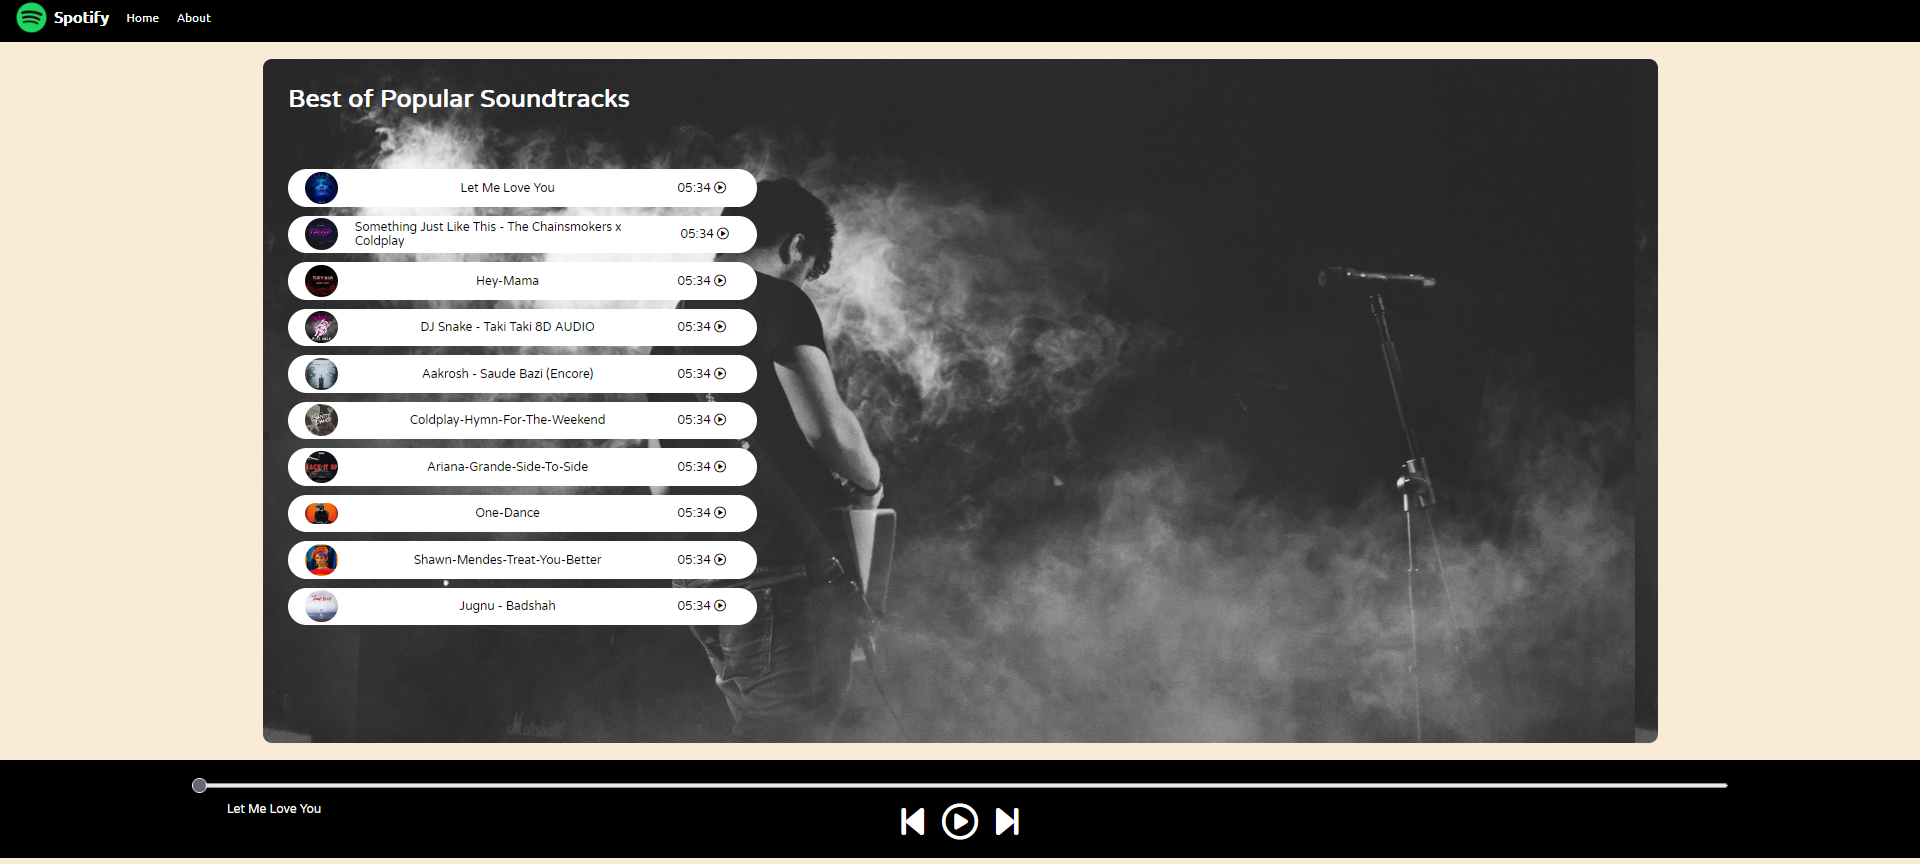 Spotify Home About
Best of Popular Soundtracks
Let Me Love You 05:34
Something Just Like This - The Chainsmokers x
Coldplay 05:34
Hey-Mama 05:34
DJ Snake - Taki Taki 8D AUDIO 05:34
Aakrosh - Saude Bazi (Encore) 05:34
Coldplay-Hymn-For-The-Weekend 05:34
Ariana-Grande-Side-To-Side 05:34
One-Dance 05:34
Shawn-Mendes-Treat-You-Better 05:34
Jugnu - Badshah 05:34
Let Me Love You